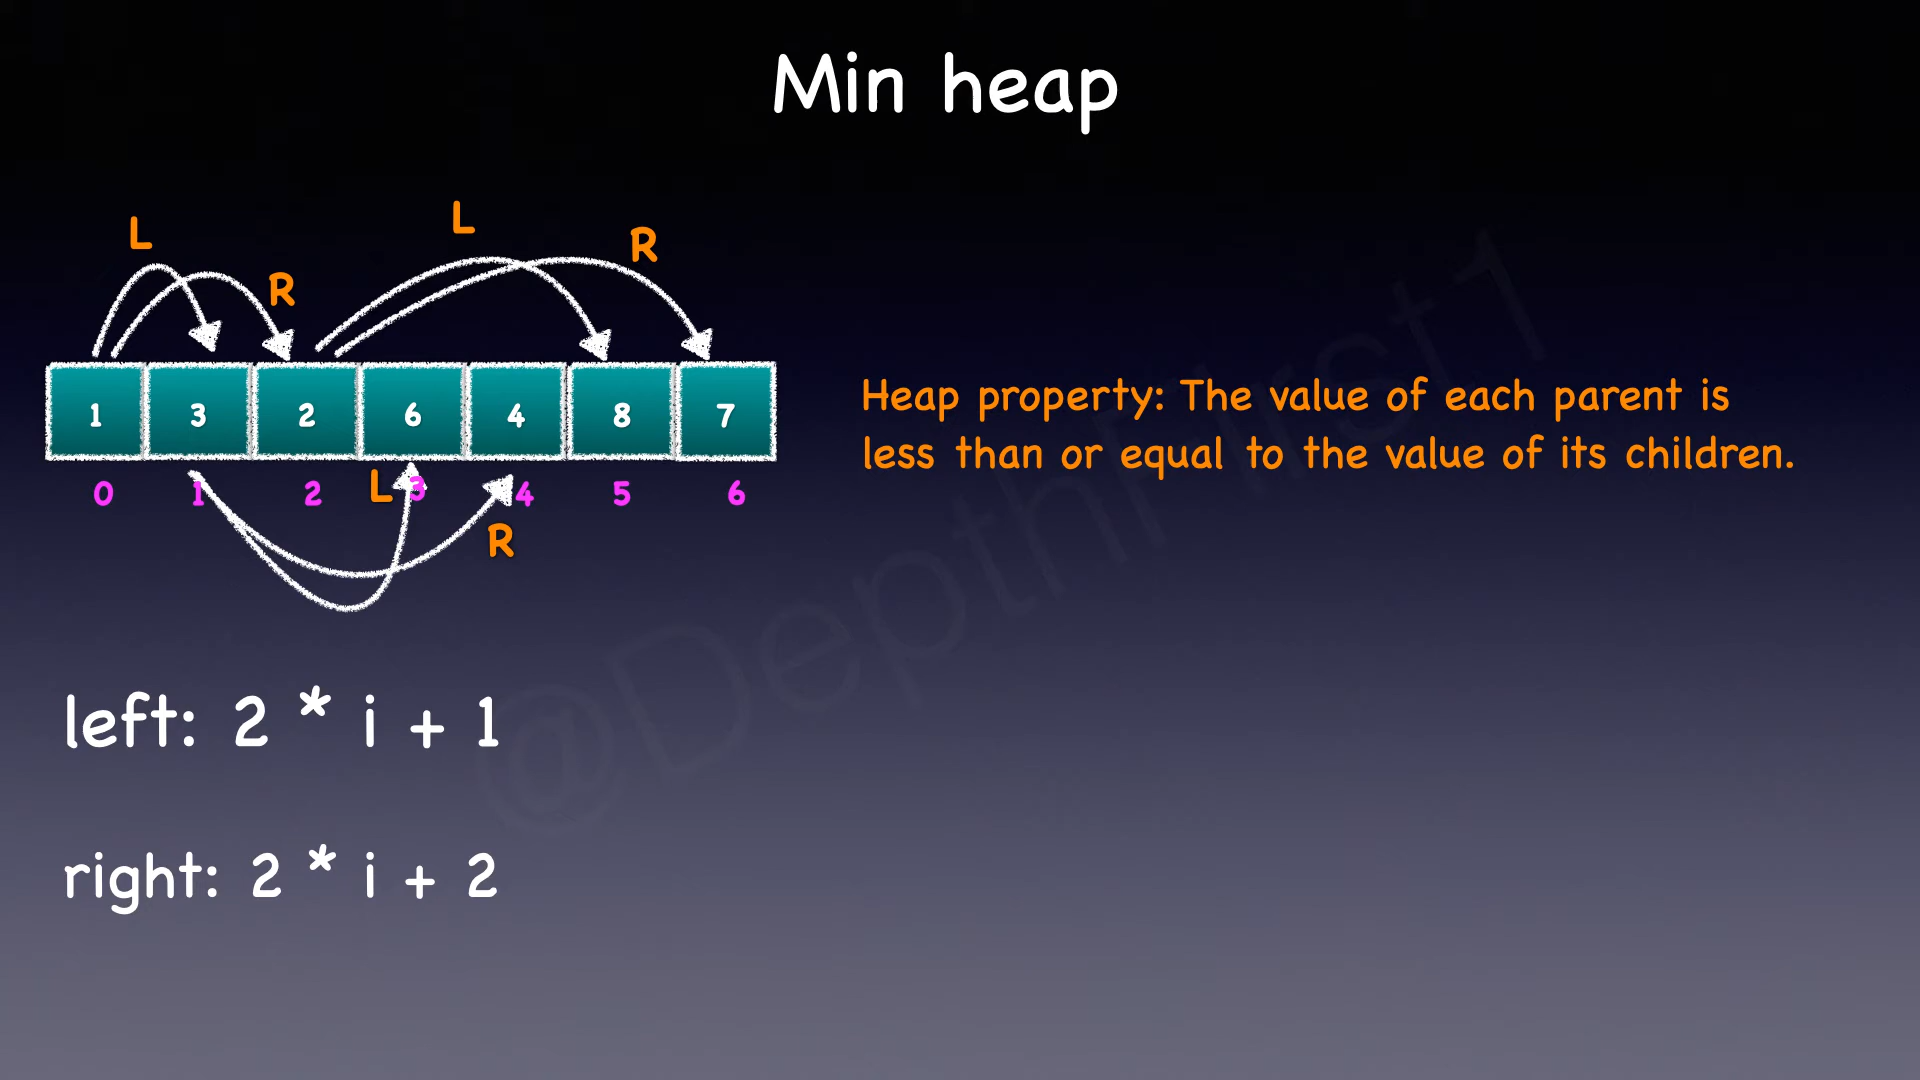 Min heap
L
L
R
R
1 3 2 6 4 8 7
Heap property: The value of each parent is
less than or equal to the value of its children.
0 1 2 L 3 4 5 6
R
left: 2 * i + 1
right: 2 * i + 2
@DepthFirst1